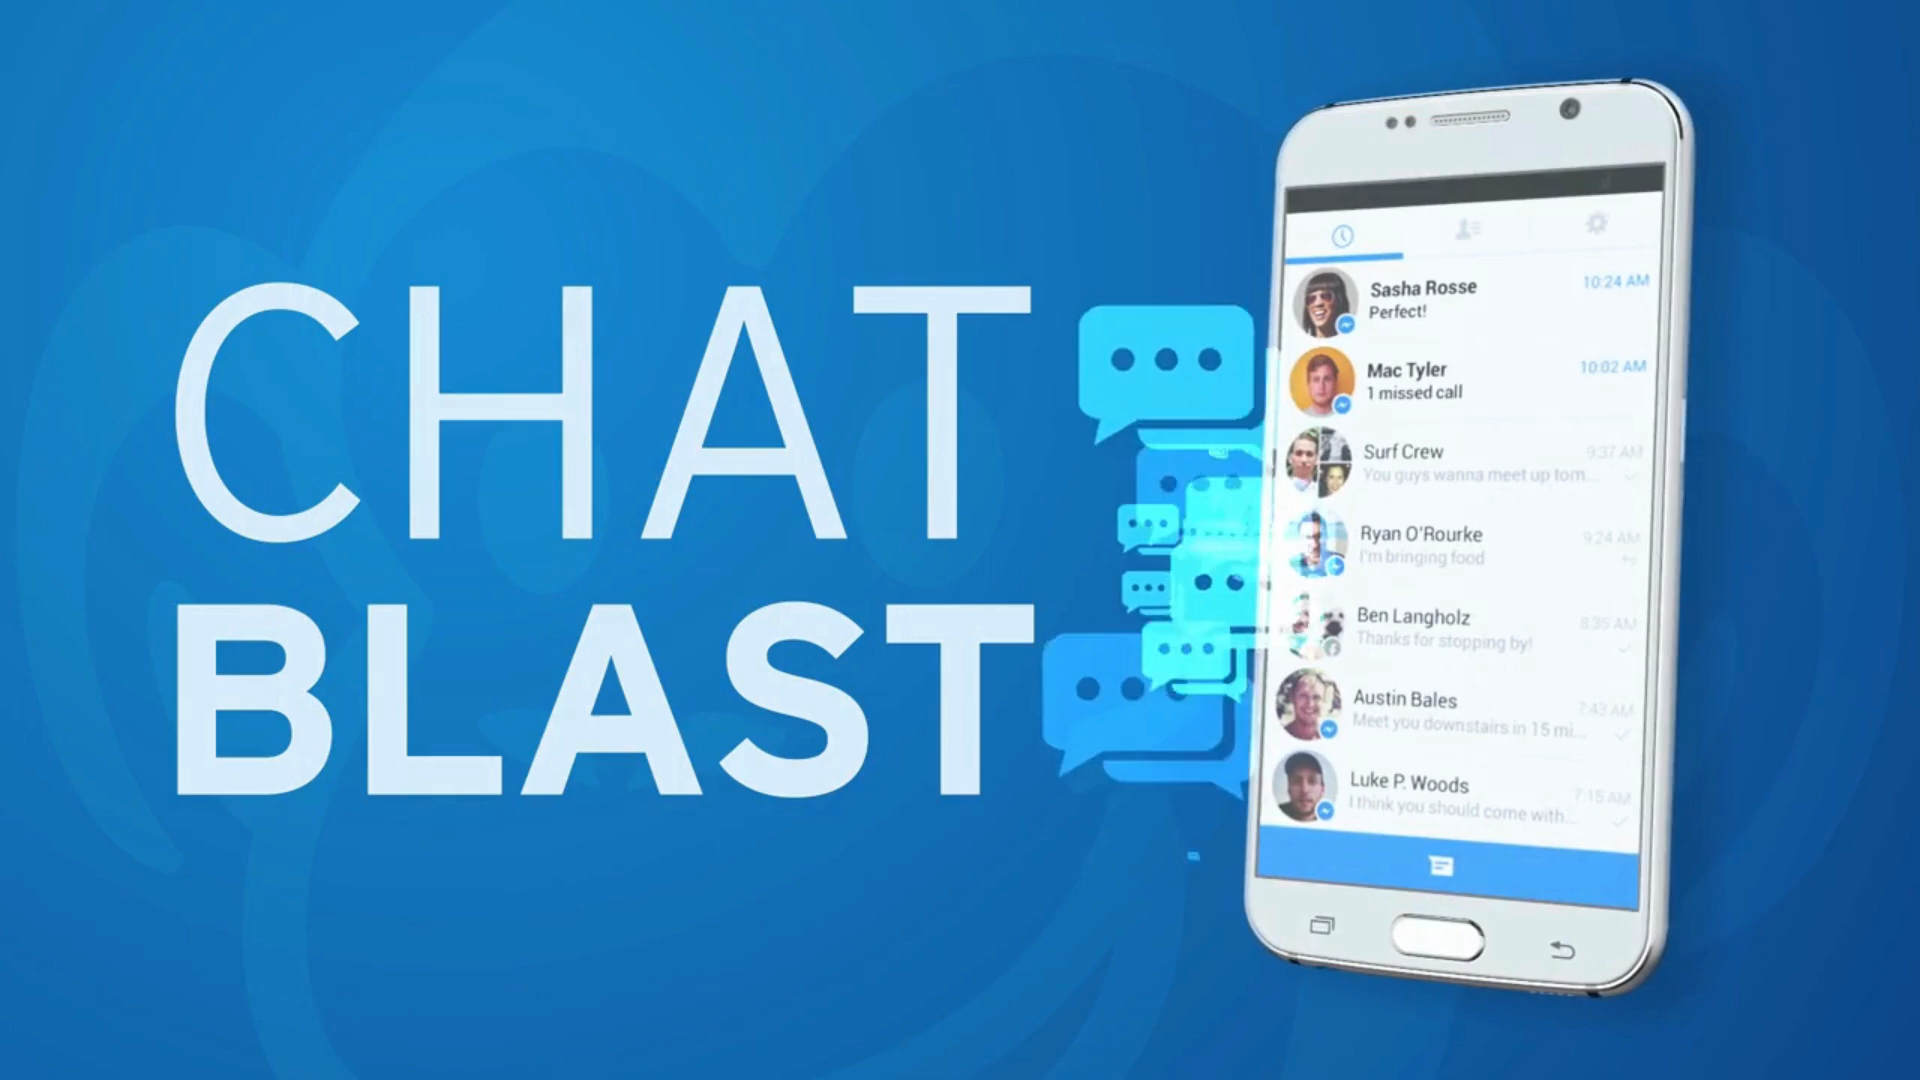 CHAT
BLAST
Sasha Rosse
10:24 AM
Perfect!
Mac Tyler
10:02 AM
1 missed call
Surf Crew
9:37 AM
You guys wanna meet up tom...
Ryan O'Rourke
9:24 AM
I'm bringing food
Ben Langholz
8:35 AM
Thanks for stopping by!
Austin Bales
7:43 AM
Meet you downstairs in 15 mi...
Luke P. Woods
7:15 AM
I think you should come with...